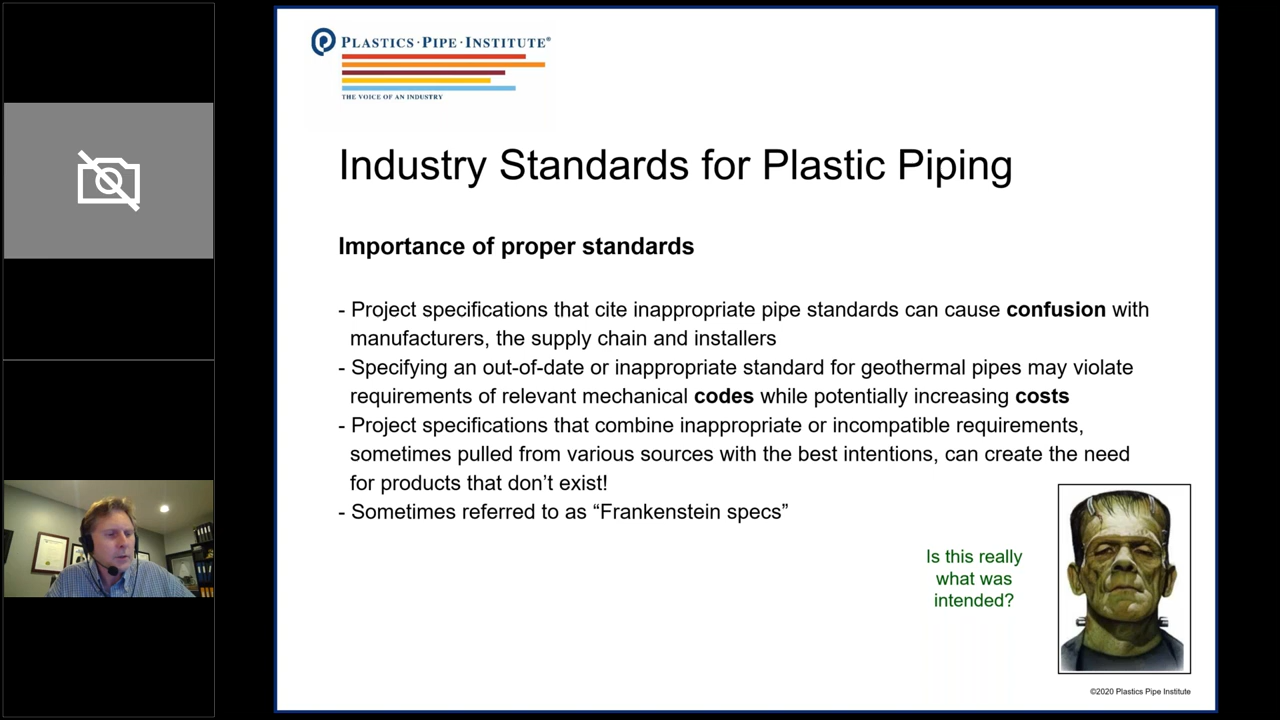 PLASTICS·PIPE·INSTITUTE®
THE VOICE OF AN INDUSTRY
Industry Standards for Plastic Piping
Importance of proper standards
- Project specifications that cite inappropriate pipe standards can cause confusion with
manufacturers, the supply chain and installers
- Specifying an out-of-date or inappropriate standard for geothermal pipes may violate
requirements of relevant mechanical codes while potentially increasing costs
- Project specifications that combine inappropriate or incompatible requirements,
sometimes pulled from various sources with the best intentions, can create the need
for products that don’t exist!
- Sometimes referred to as “Frankenstein specs”
Is this really
what was
intended?
©2020 Plastics Pipe Institute